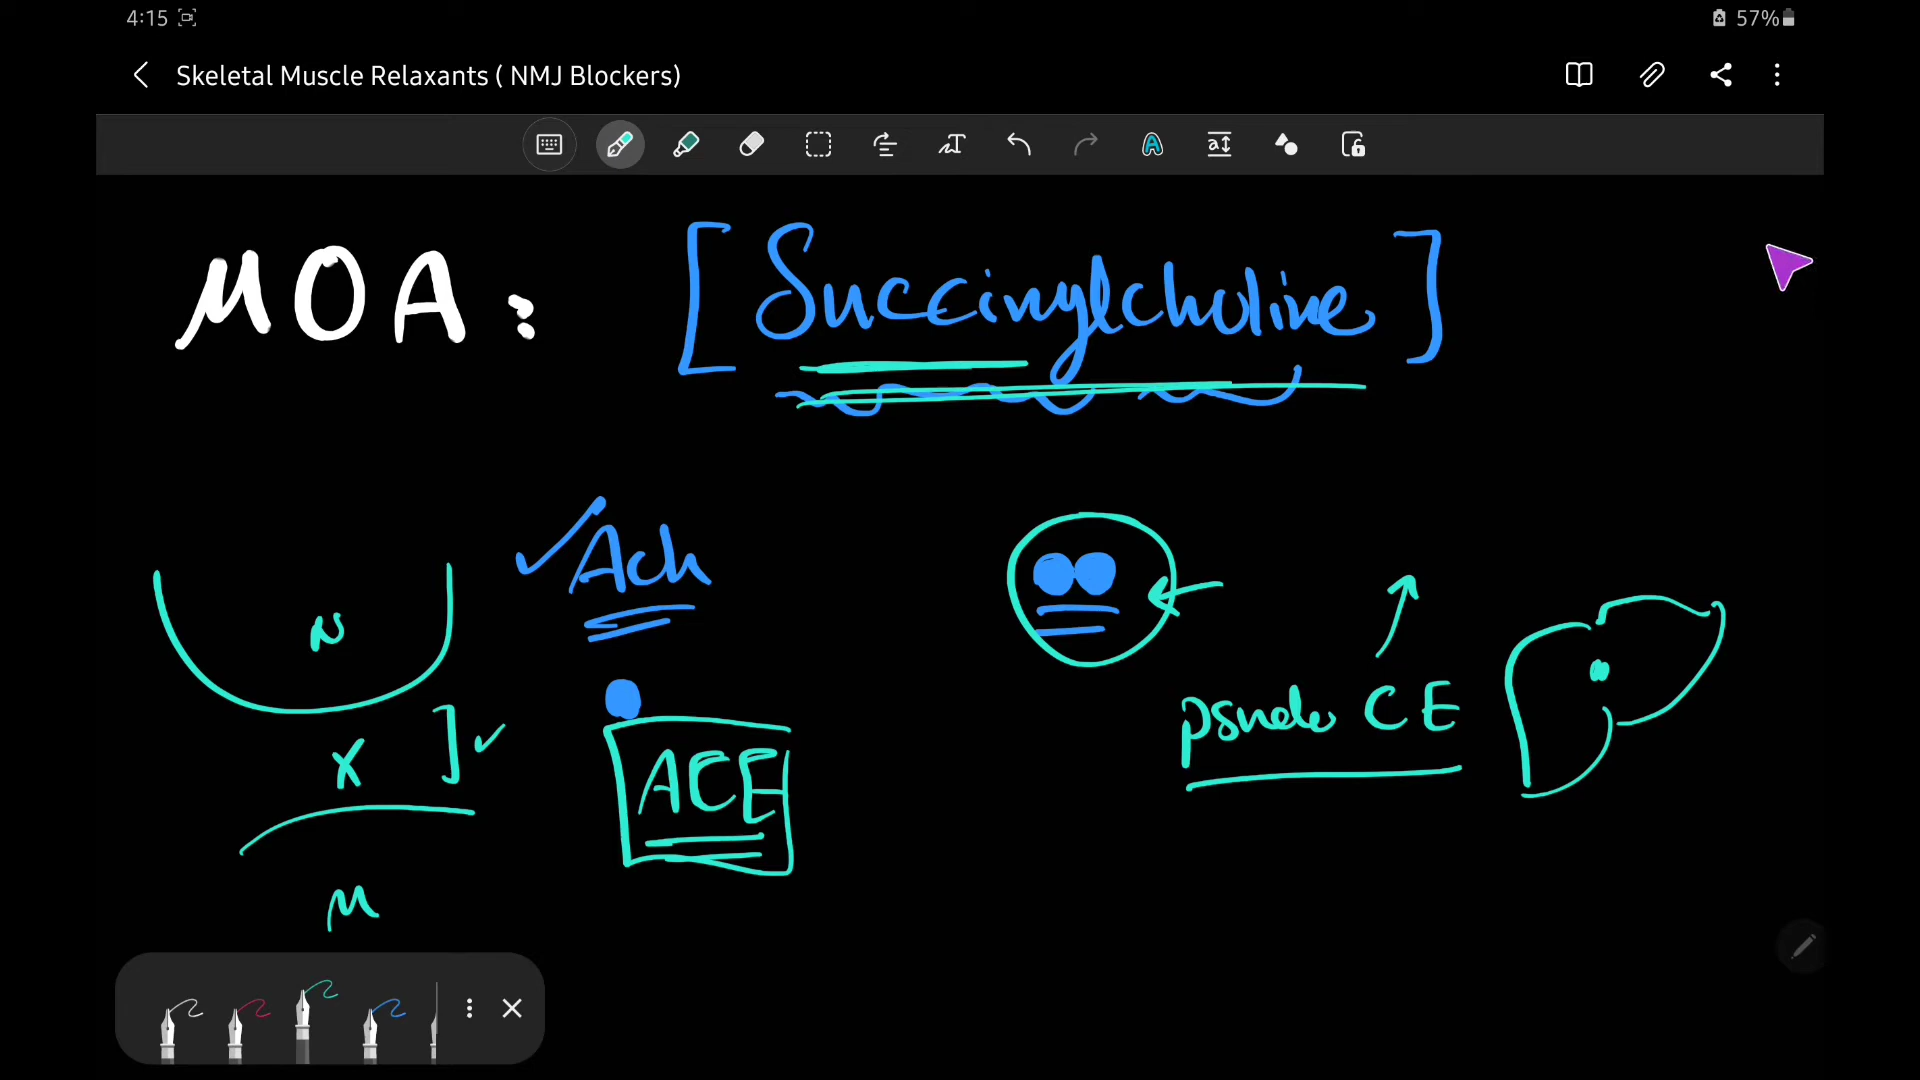 4:15
57%
Skeletal Muscle Relaxants ( NMJ Blockers)
MOA: [Succinylcholine]
Ach
N
X
ACE
psudo CE
M